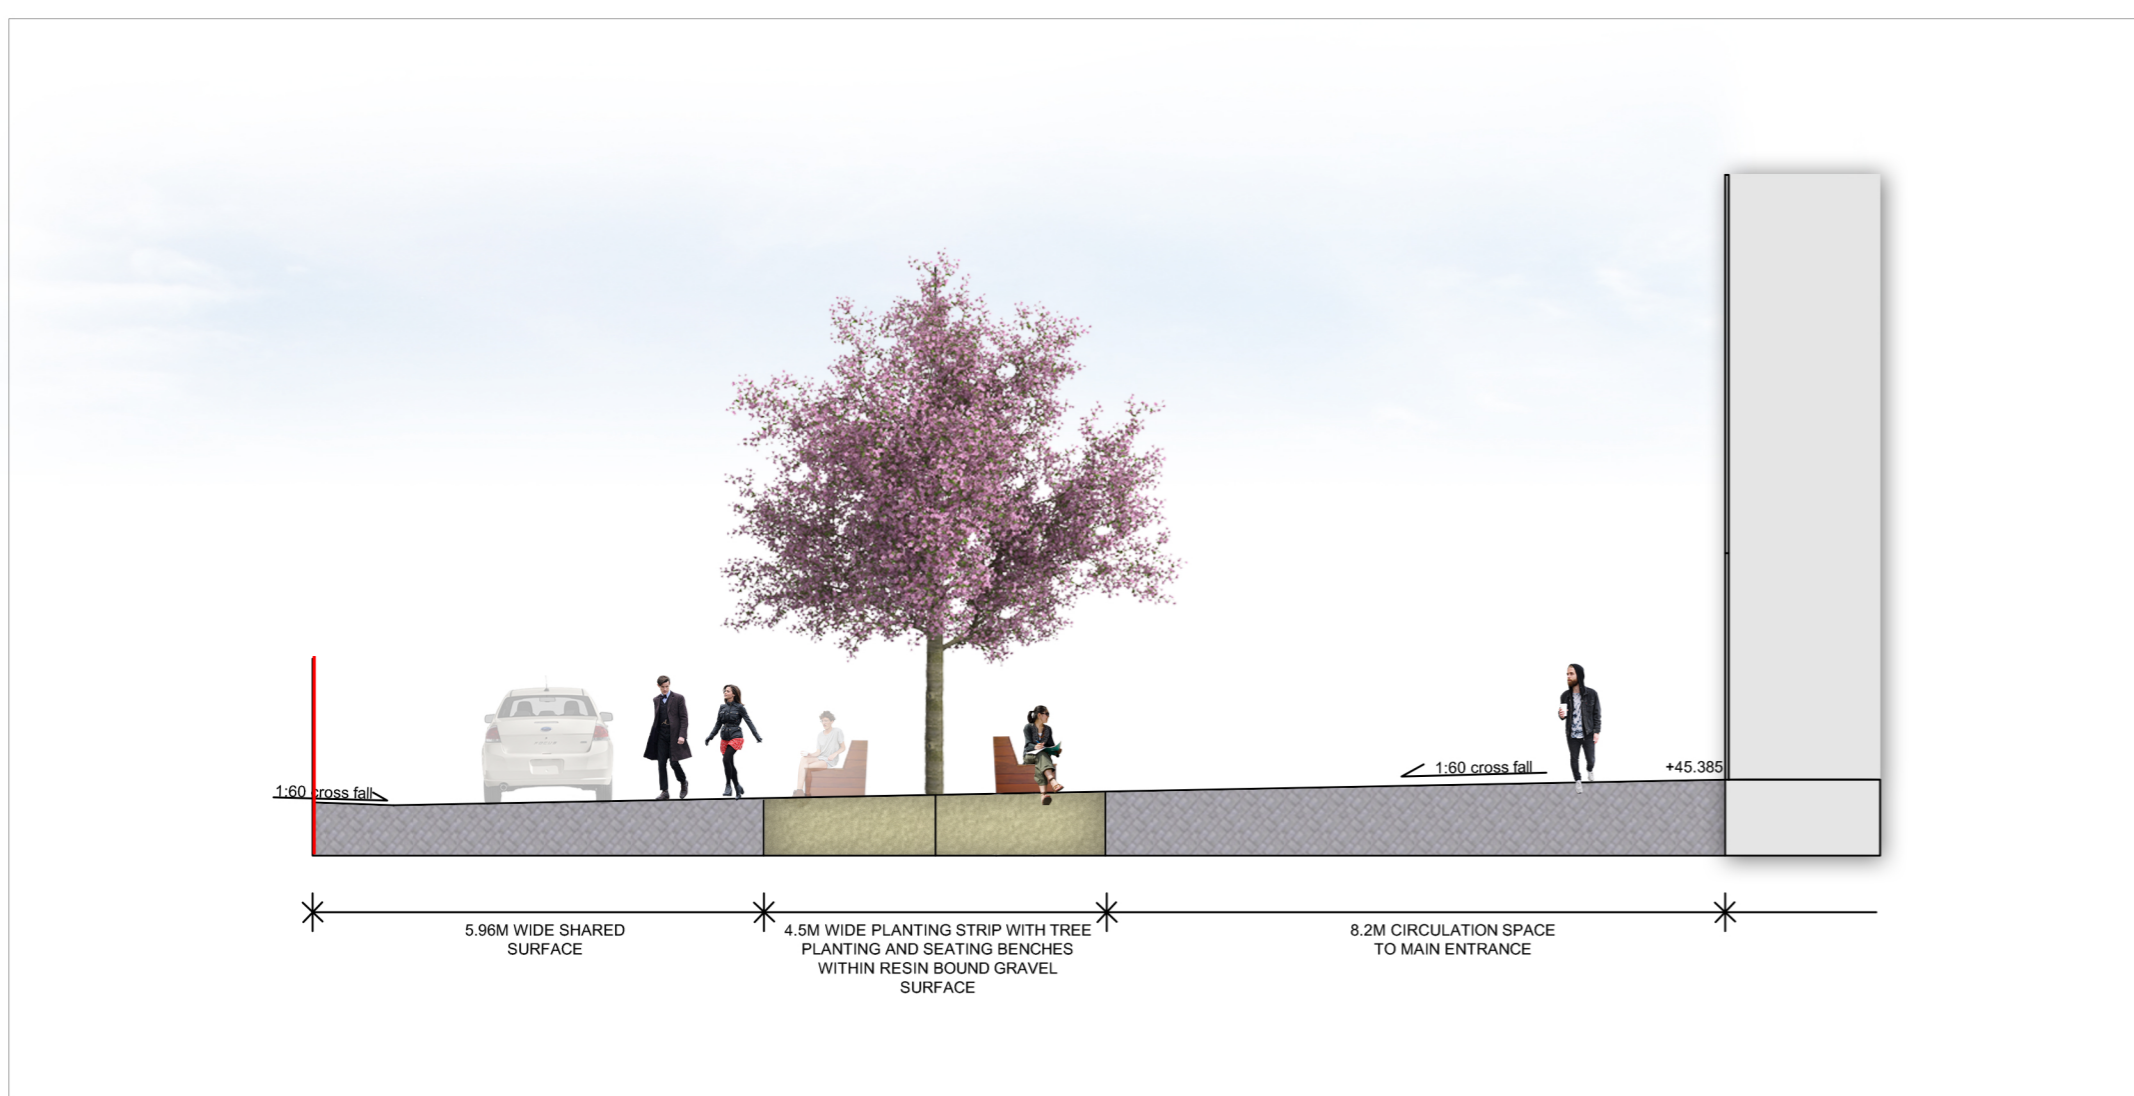 1:60 cross fall
1:60 cross fall
+45.385
5.96M WIDE SHARED
SURFACE
4.5M WIDE PLANTING STRIP WITH TREE
PLANTING AND SEATING BENCHES
WITHIN RESIN BOUND GRAVEL
SURFACE
8.2M CIRCULATION SPACE
TO MAIN ENTRANCE